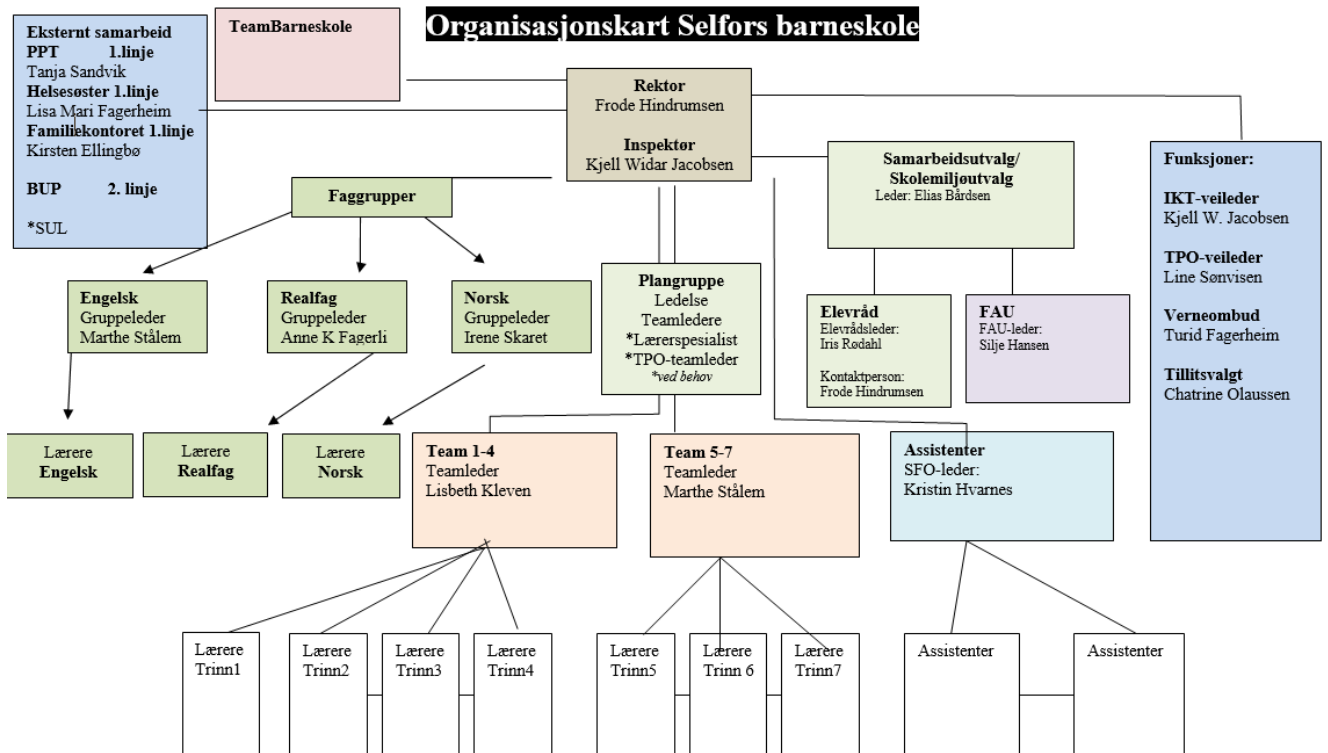 Organisasjonskart Selfors barneskole
Eksternt samarbeid
PPT 1.linje
Tanja Sandvik
Helsesøster 1.linje
Lisa Mari Fagerheim
Familiekontoret 1.linje
Kirsten Ellingbø
BUP 2. linje
*SUL
TeamBarneskole
Rektor
Frode Hindrumsen
Inspektør
Kjell Widar Jacobsen
Samarbeidsutvalg/
Skolemiljøutvalg
Leder: Elias Bårdsen
Funksjoner:
IKT-veileder
Kjell W. Jacobsen
TPO-veileder
Line Sønvisen
Verneombud
Turid Fagerheim
Tillitsvalgt
Chatrine Olaussen
Faggrupper
Engelsk
Gruppeleder
Marthe Stålem
Realfag
Gruppeleder
Anne K Fagerli
Norsk
Gruppeleder
Irene Skaret
Plangruppe
Ledelse
Teamledere
*Lærerspesialist
*TPO-teamleder
*ved behov
Elevråd
Elevrådsleder:
Iris Rødahl
Kontaktperson:
Frode Hindrumsen
FAU
FAU-leder:
Silje Hansen
Lærere
Engelsk
Lærere
Realfag
Lærere
Norsk
Team 1-4
Teamleder
Lisbeth Kleven
Team 5-7
Teamleder
Marthe Stålem
Assistenter
SFO-leder:
Kristin Hvarnes
Lærere
Trinn1
Lærere
Trinn2
Lærere
Trinn3
Lærere
Trinn4
Lærere
Trinn5
Lærere
Trinn 6
Lærere
Trinn7
Assistenter
Assistenter